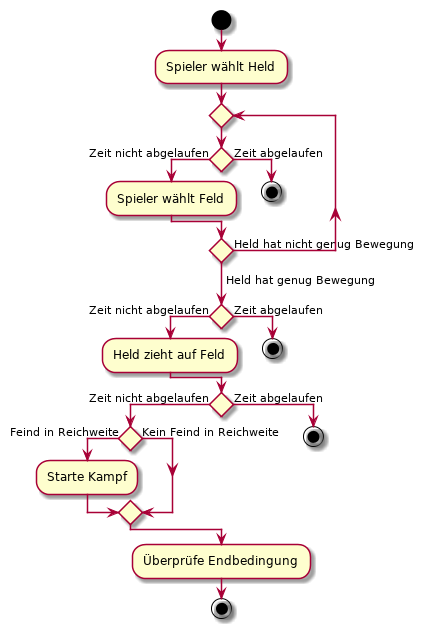 Spieler wählt Held
Zeit nicht abgelaufen
Zeit abgelaufen
Spieler wählt Feld
Held hat nicht genug Bewegung
Held hat genug Bewegung
Zeit nicht abgelaufen
Zeit abgelaufen
Held zieht auf Feld
Zeit nicht abgelaufen
Zeit abgelaufen
Feind in Reichweite
Kein Feind in Reichweite
Starte Kampf
Überprüfe Endbedingung